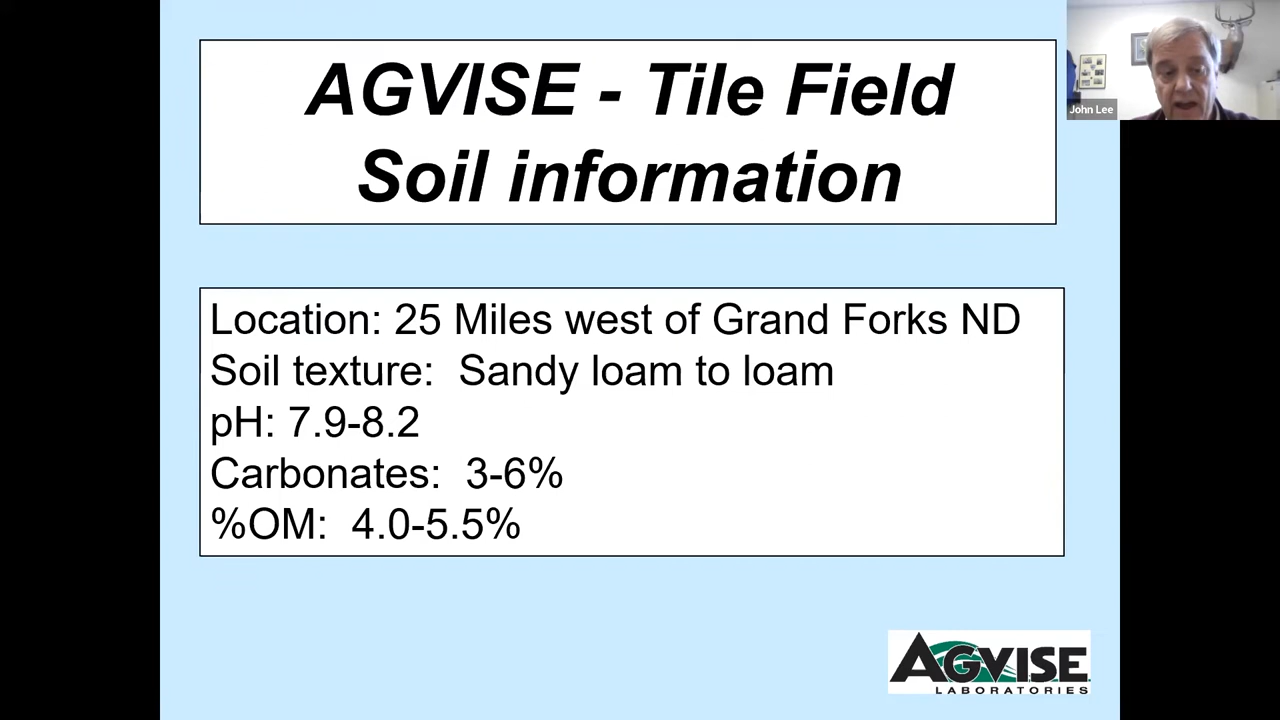 AGVISE - Tile Field
Soil information
John Lee
Location: 25 Miles west of Grand Forks ND
Soil texture: Sandy loam to loam
pH: 7.9-8.2
Carbonates: 3-6%
%OM: 4.0-5.5%
AGVISE
LABORATORIES